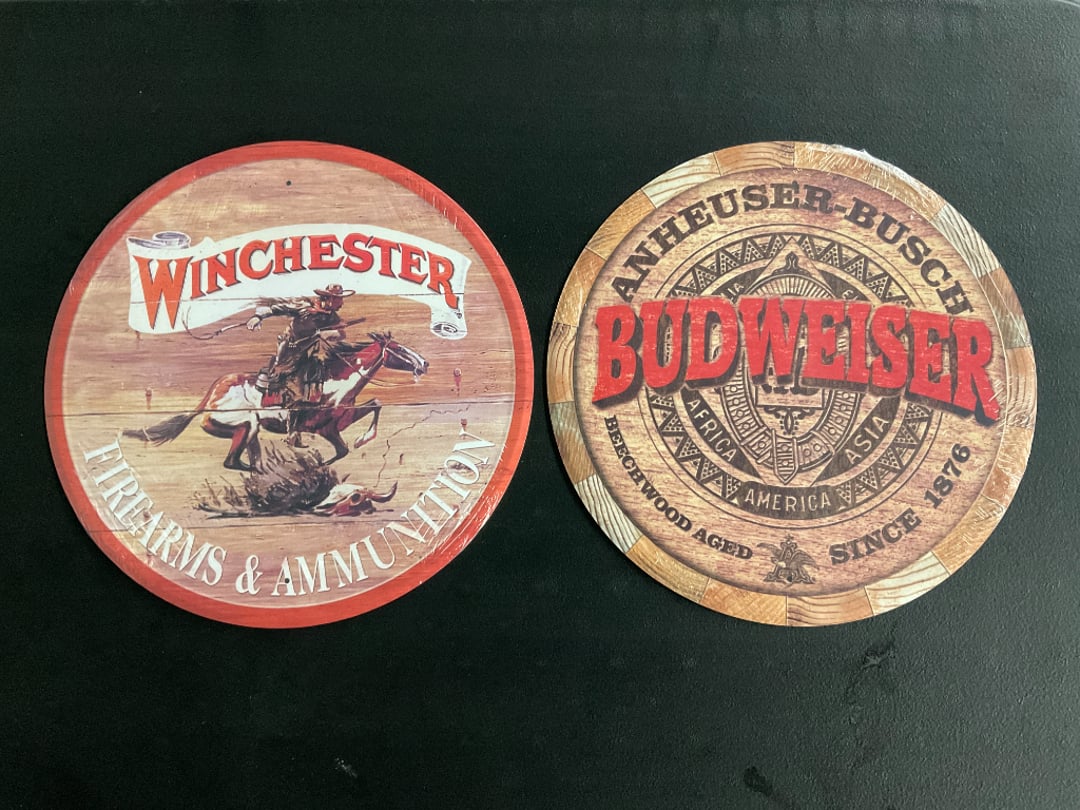 WINCHESTER
FIREARMS & AMMUNITION
ANHEUSER-BUSCH
BUDWEISER
AFRICA
ASIA
AMERICA
BEECHWOOD AGED
SINCE 1876